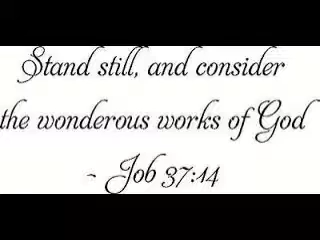 Stand still, and consider
the wonderous works of God
- Job 37:14